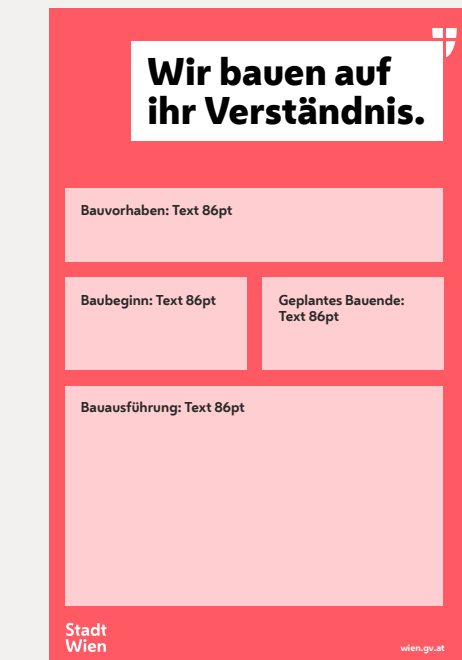 Wir bauen auf
ihr Verständnis.
Bauvorhaben: Text 86pt
Baubeginn: Text 86pt
Geplantes Bauende:
Text 86pt
Bauausführung: Text 86pt
Stadt
Wien
wien.gv.at